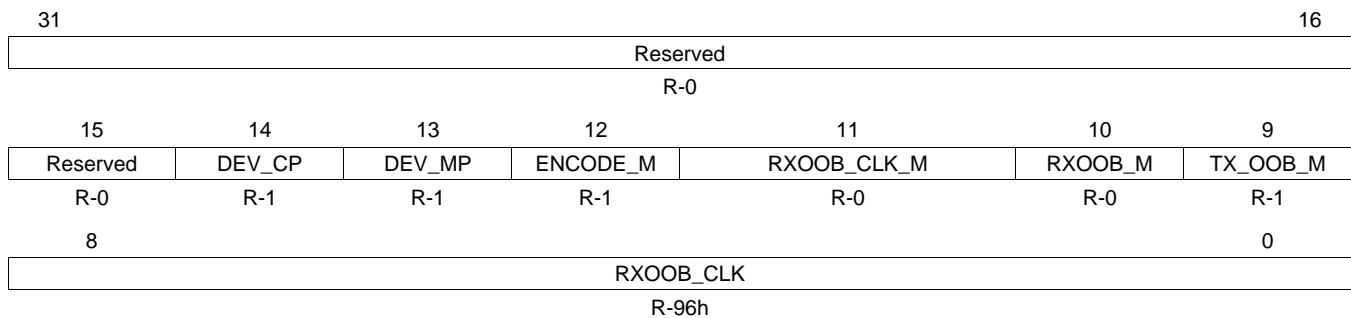 31 16
Reserved
R-0
15 14 13 12 11 10 9
Reserved DEV_CP DEV_MP ENCODE_M RXOOB_CLK_M RXOOB_M TX_OOB_M
R-0 R-1 R-1 R-1 R-0 R-0 R-1
8 0
RXOOB_CLK
R-96h